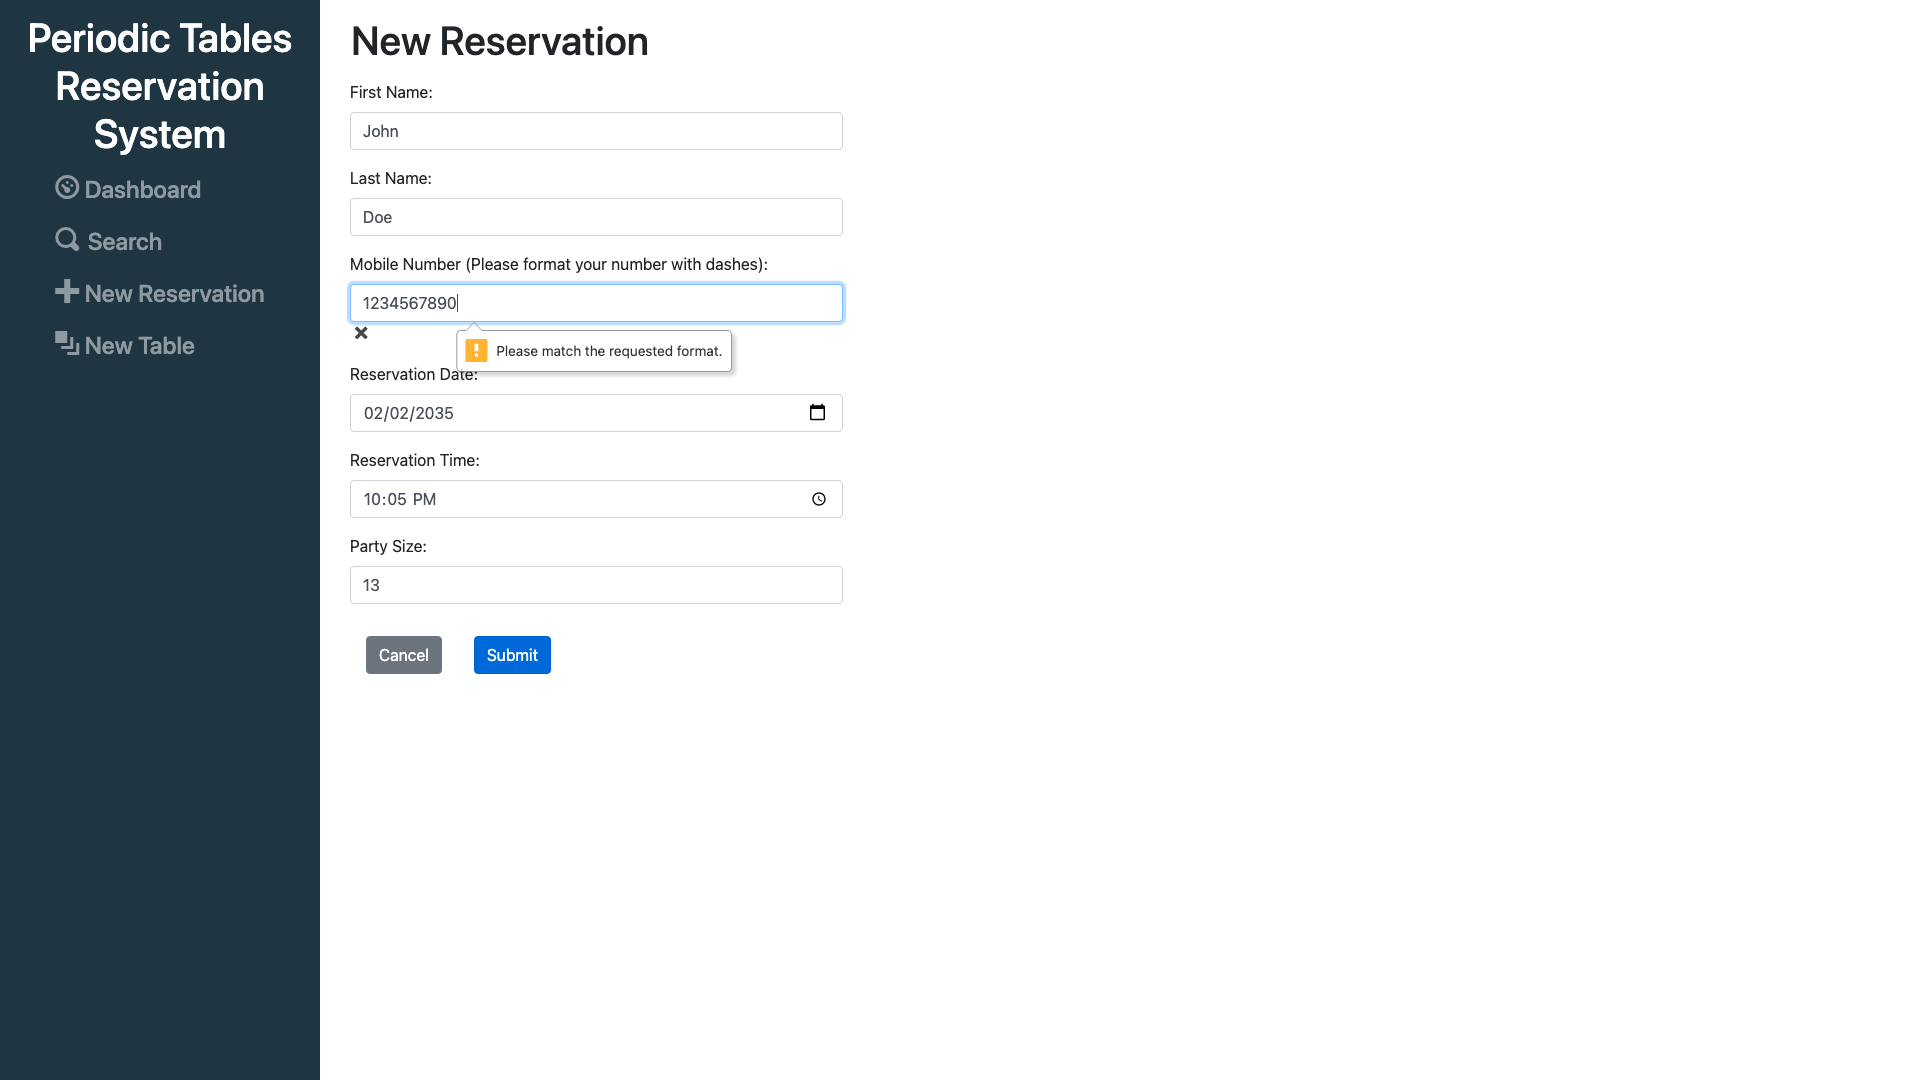 Periodic Tables
Reservation
System
Dashboard
Search
New Reservation
New Table
New Reservation
First Name:
John
Last Name:
Doe
Mobile Number (Please format your number with dashes):
1234567890
Please match the requested format.
Reservation Date:
02/02/2035
Reservation Time:
10:05 PM
Party Size:
13
Cancel
Submit